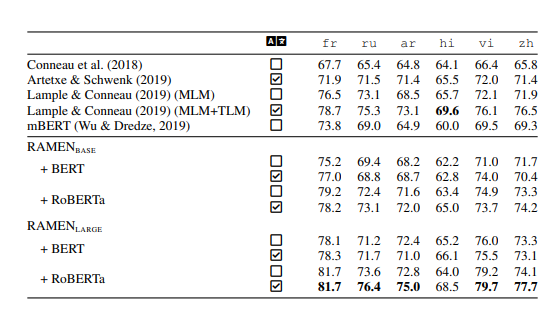 A文 fr ru ar hi vi zh
Conneau et al. (2018) ☐ 67.7 65.4 64.8 64.1 66.4 65.8
Artetxe & Schwenk (2019) ☑ 71.9 71.5 71.4 65.5 72.0 71.4
Lample & Conneau (2019) (MLM) ☐ 76.5 73.1 68.5 65.7 72.1 71.9
Lample & Conneau (2019) (MLM+TLM) ☑ 78.7 75.3 73.1 69.6 76.1 76.5
mBERT (Wu & Dredze, 2019) ☐ 73.8 69.0 64.9 60.0 69.5 69.3
RAMEN BASE
+ BERT
☐ 75.2 69.4 68.2 62.2 71.0 71.7
☑ 77.0 68.8 68.7 62.8 74.0 70.4
+ RoBERTa
☐ 79.2 72.4 71.6 63.4 74.9 73.3
☑ 78.2 73.1 72.0 65.0 73.7 74.2
RAMEN LARGE
+ BERT
☐ 78.1 71.2 72.4 65.2 76.0 73.3
☑ 78.3 71.7 71.0 66.1 75.5 73.1
+ RoBERTa
☐ 81.7 73.6 72.8 64.0 79.2 74.1
☑ 81.7 76.4 75.0 68.5 79.7 77.7